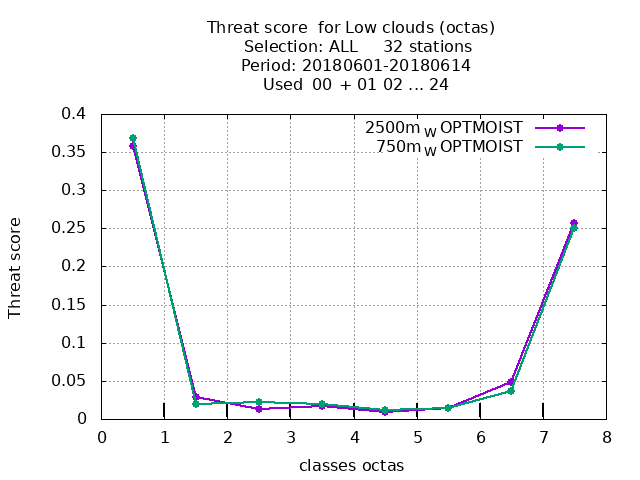 Threat score  for Low clouds (octas)
Selection: ALL     32 stations
Period: 20180601-20180614
Used  00  + 01 02 ... 24
2500m W OPTMOIST
750m W OPTMOIST
0.4
0.35
0.3
0.25
0.2
0.15
0.1
0.05
0
Threat score
0 1 2 3 4 5 6 7 8
classes octas